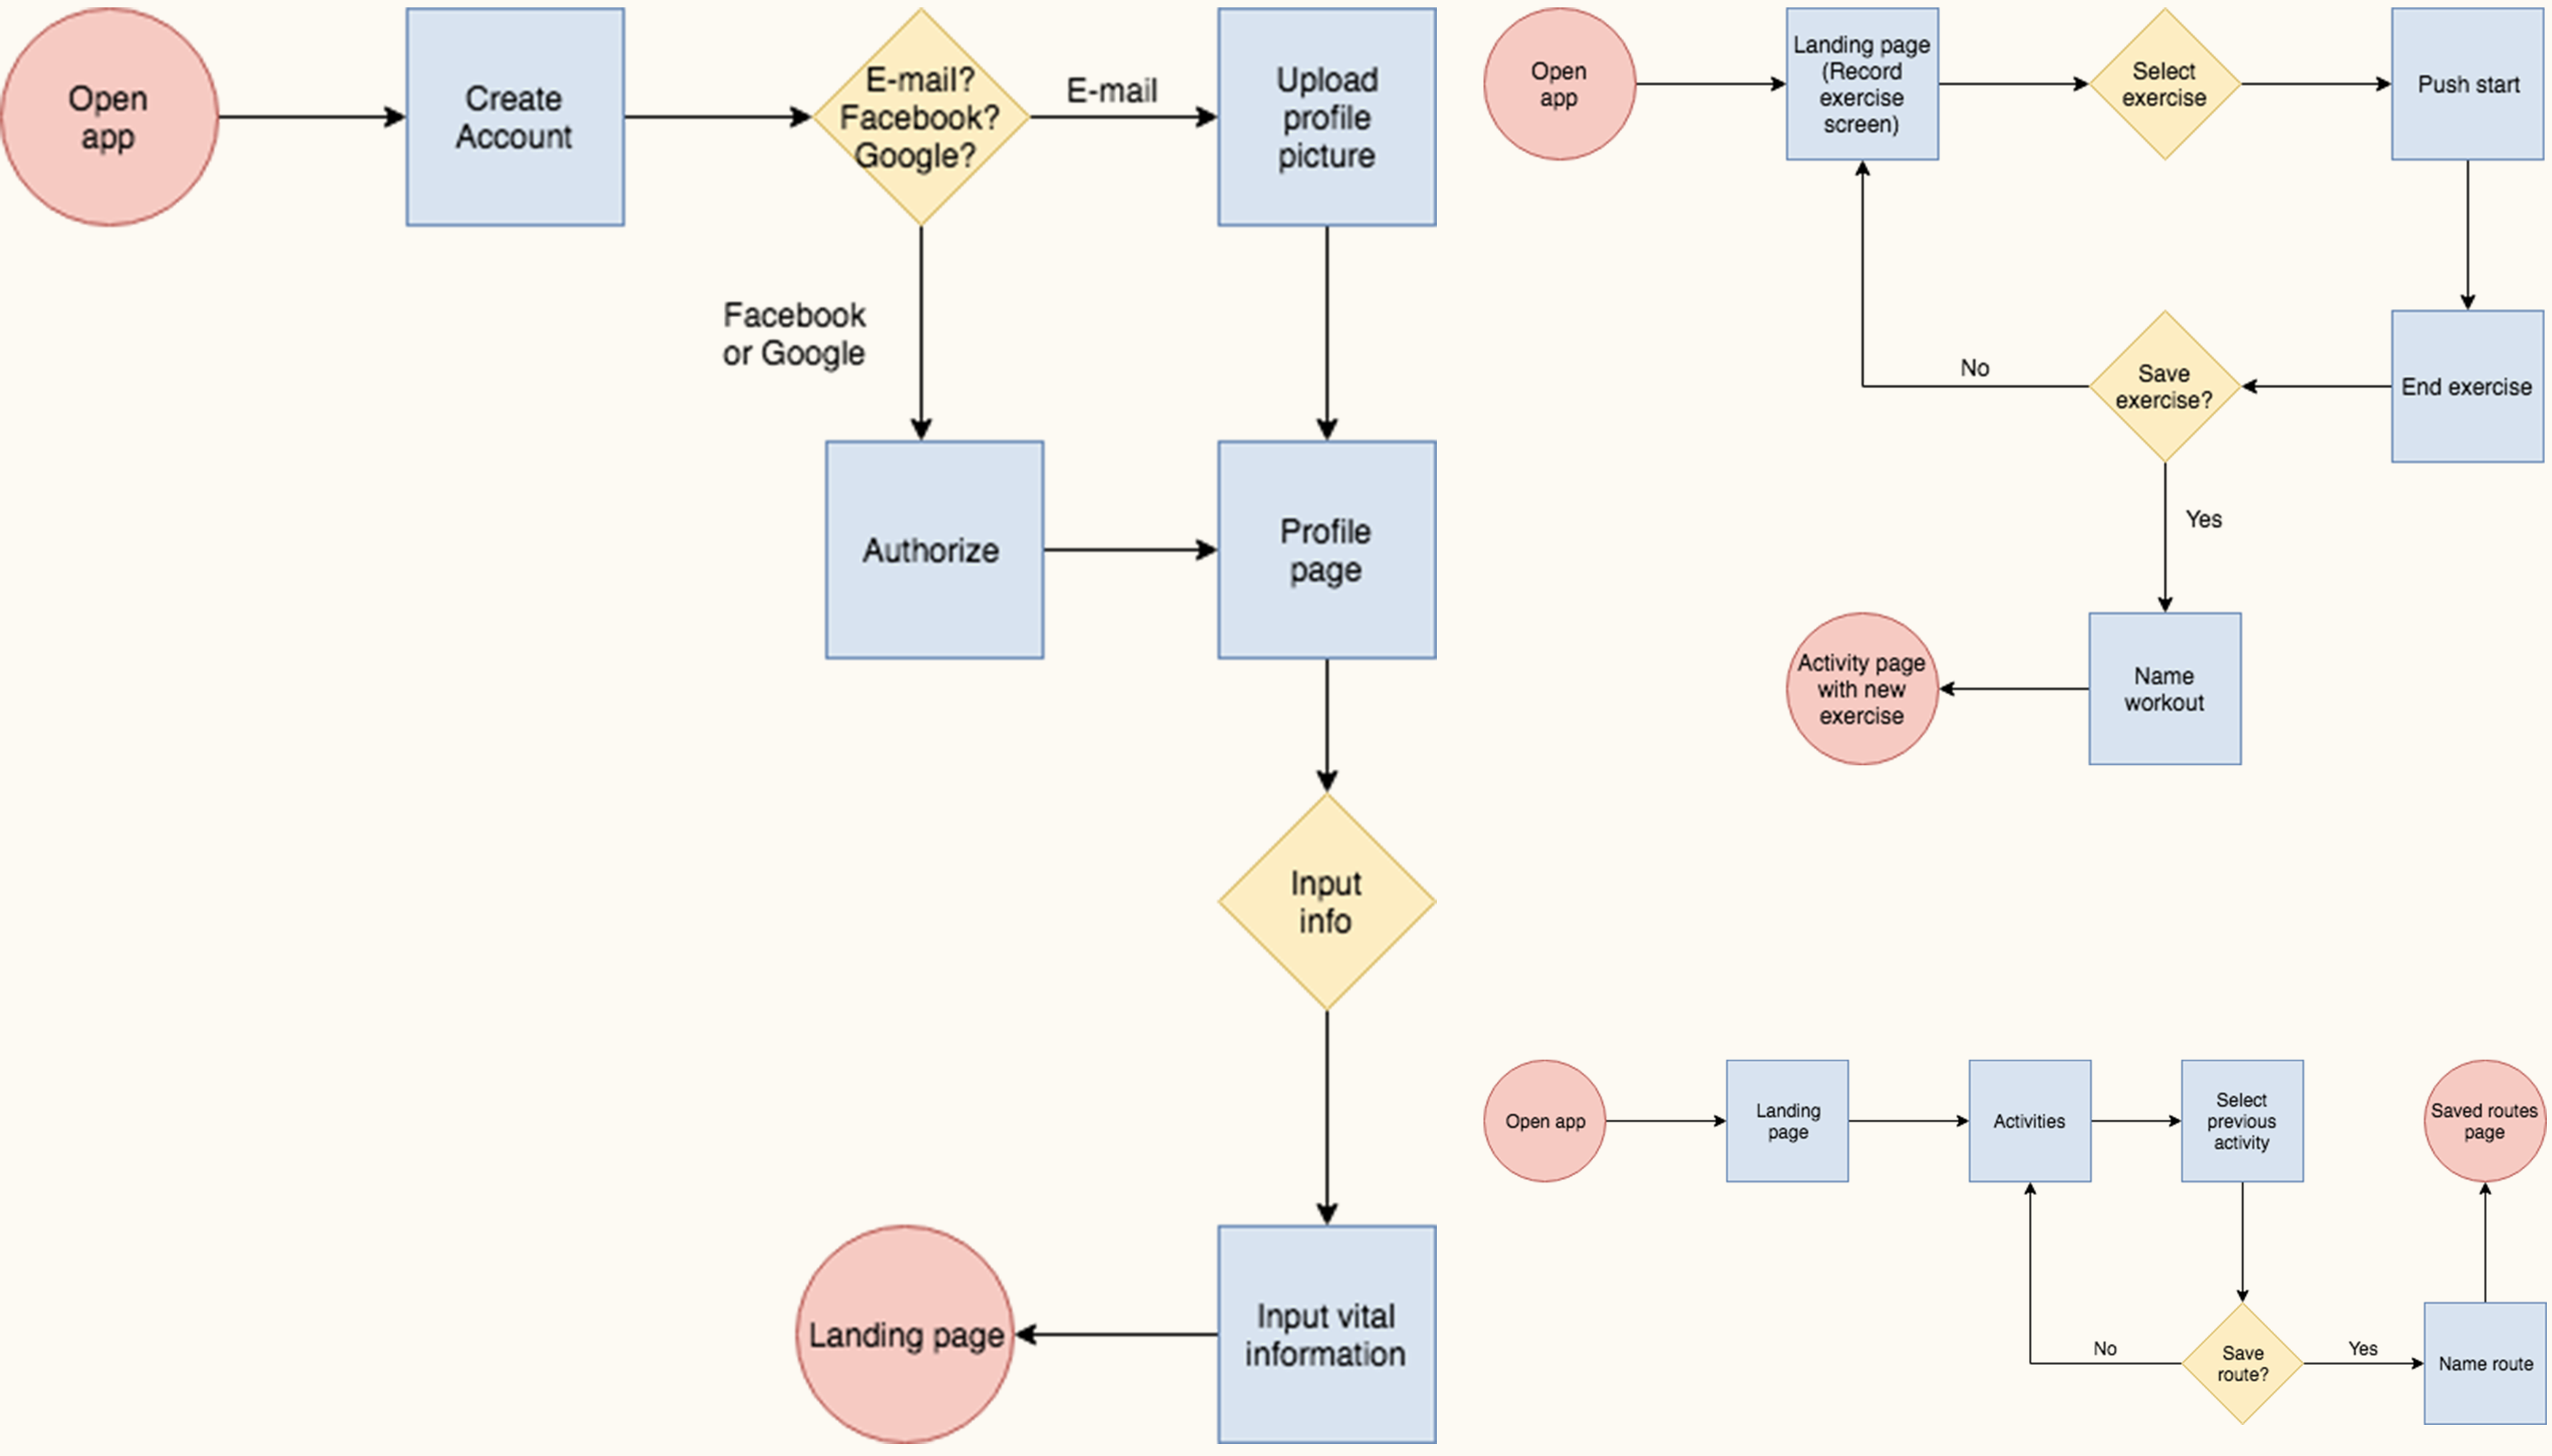 Open
app
Create
Account
E-mail?
Facebook?
Google?
E-mail
Upload
profile
picture
Facebook
or Google
Authorize
Profile
page
Input
info
Input vital
information
Landing page
Open
app
Landing page
(Record
exercise
screen)
Select
exercise
Push start
End exercise
Save
exercise?
No
Yes
Name
workout
Activity page
with new
exercise
Open app
Landing
page
Activities
Select
previous
activity
Saved routes
page
No
Save
route?
Yes
Name route